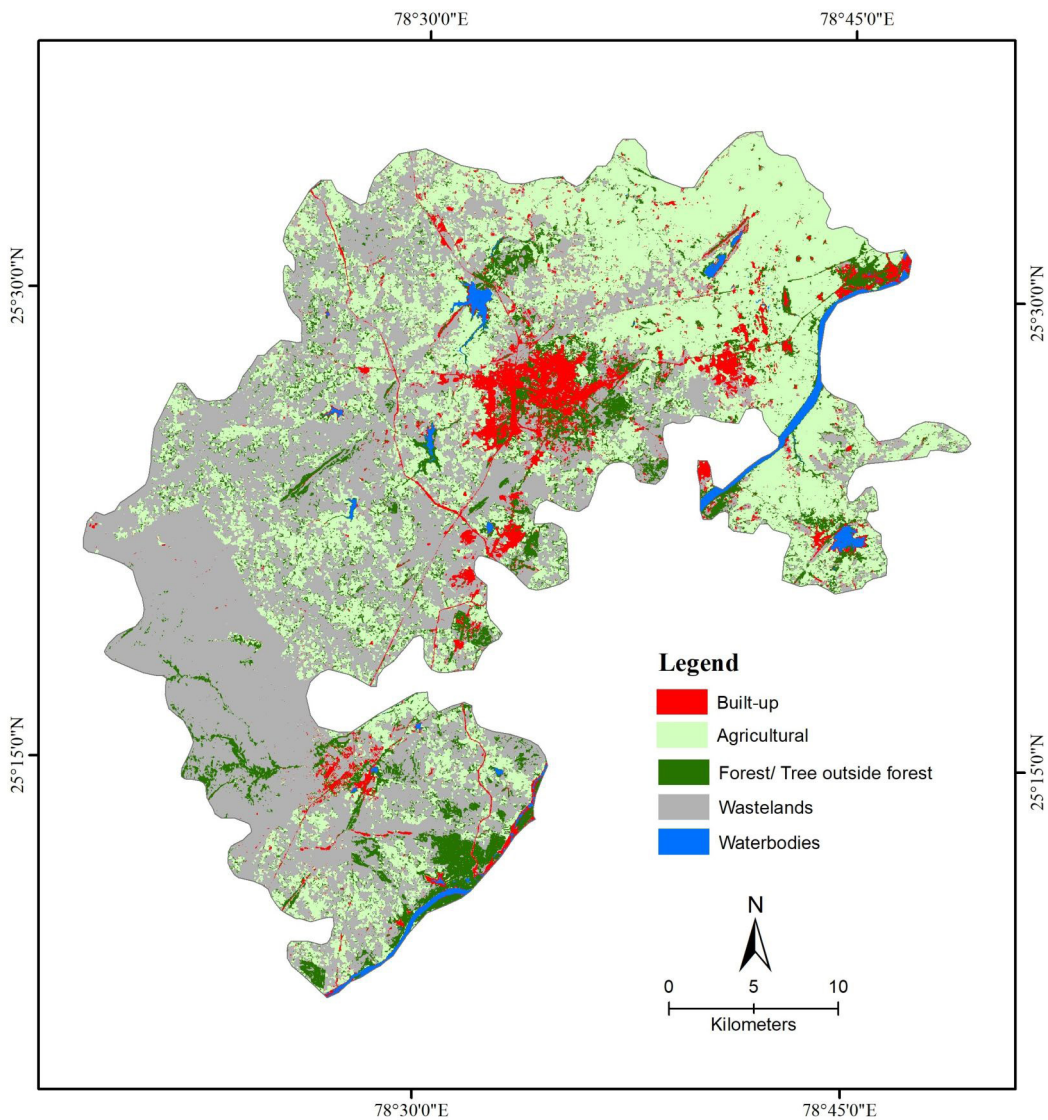 78°30'0"E
78°45'0"E
25°30'0"N
25°30'0"N
Legend
Built-up
Agricultural
Forest/ Tree outside forest
Wastelands
Waterbodies
25°15'0"N
25°15'0"N
N
0 5 10
Kilometers
78°30'0"E
78°45'0"E